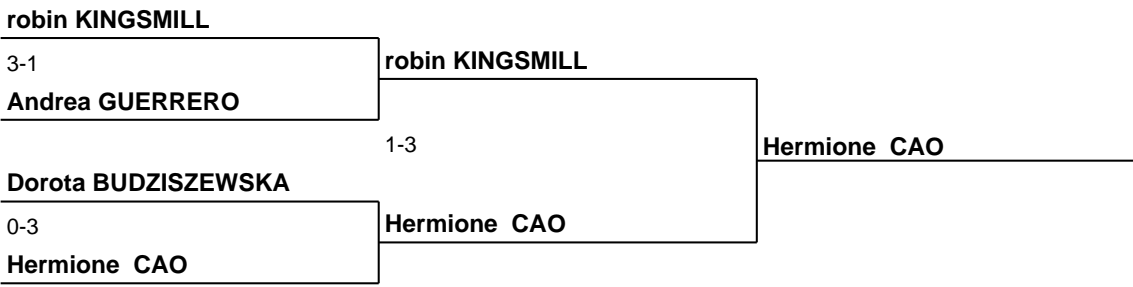 robin KINGSMILL
3-1
robin KINGSMILL
Andrea GUERRERO
1-3
Hermione CAO
Dorota BUDZISZEWSKA
0-3
Hermione CAO
Hermione CAO